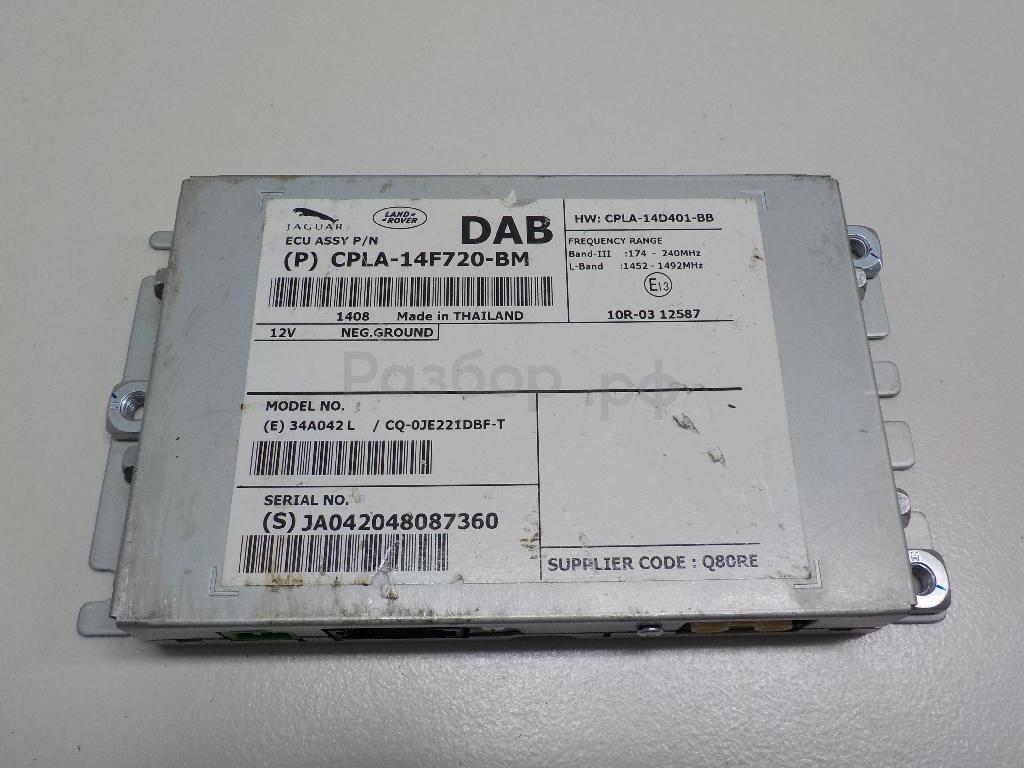 JAGUAR
LAND ROVER
DAB
ECU ASSY P/N
(P) CPLA-14F720-BM
1408 Made in THAILAND
12V NEG.GROUND
HW: CPLA-14D401-BB
FREQUENCY RANGE
Band-III :174 - 240MHz
L-Band :1452 - 1492MHz
E13
10R-03 12587
Разбор.рф
MODEL NO.
(E) 34A042 L / CQ-0JE221DBF-T
SERIAL NO.
(S) JA042048087360
SUPPLIER CODE : Q80RE